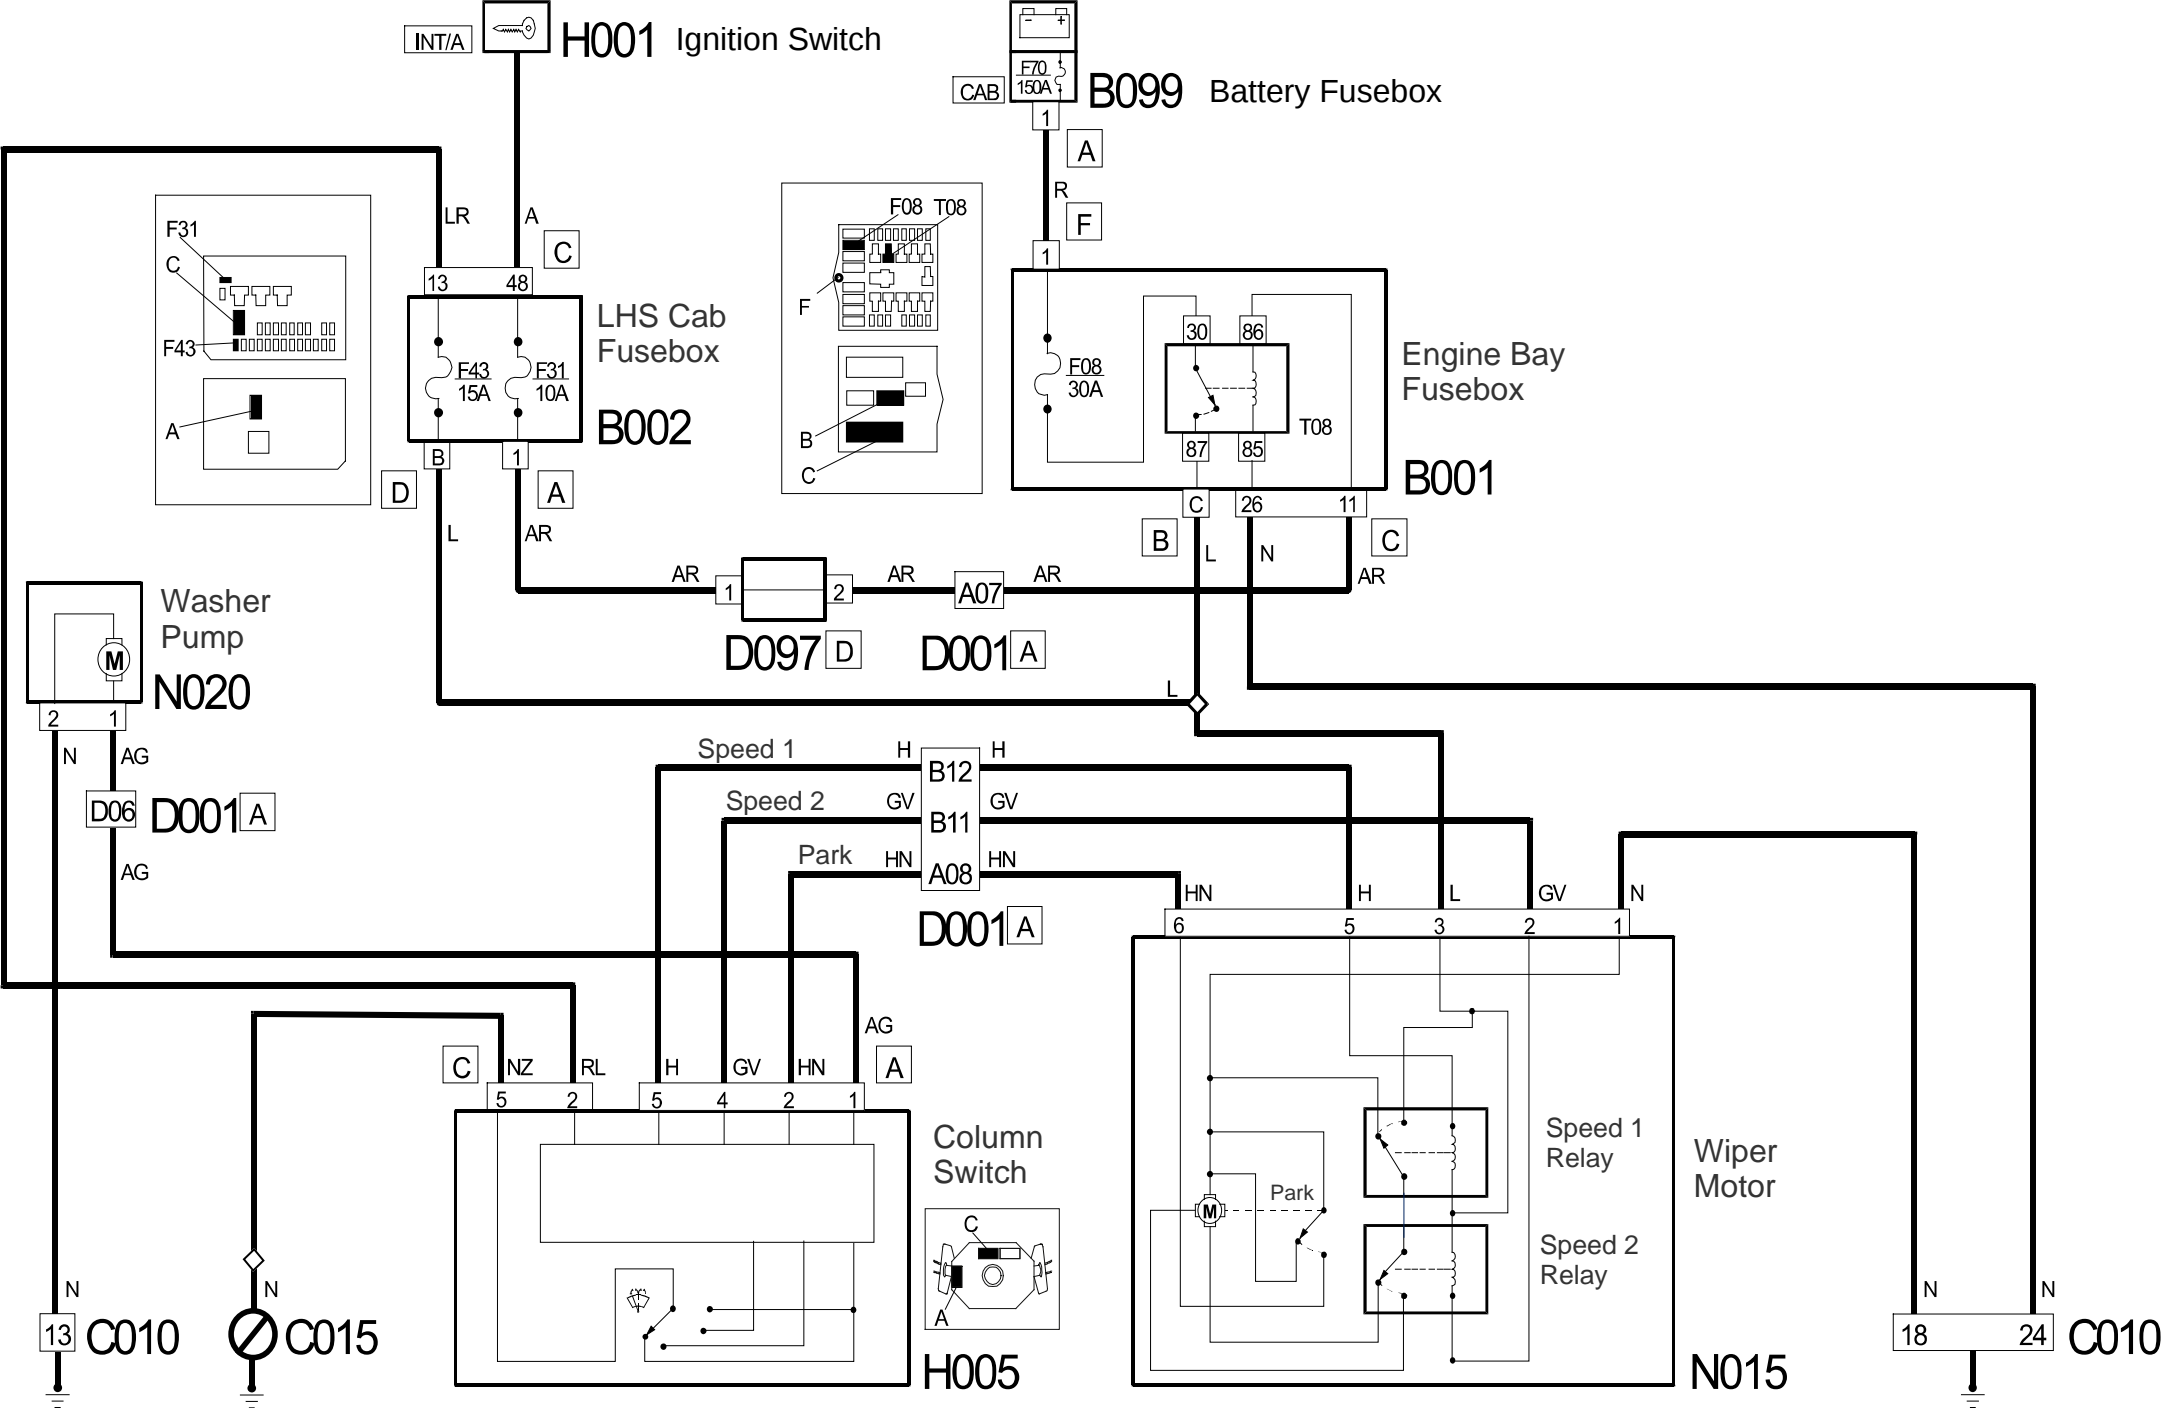 INT/A
H001 Ignition Switch
- +
F70
150A
CAB
B099 Battery Fusebox
1
A
R
F
1
LR
A
C
13 48
F31
C
F43
A
F43
15A
F31
10A
LHS Cab
Fusebox
B002
B
1
D
A
L
AR
F08 T08
F
B
C
F08
30A
30 86
87 85
T08
Engine Bay
Fusebox
B001
C
26 11
B
C
L
N
AR
AR
1
2
AR
A07
AR
D097 D
D001 A
L
M
Washer
Pump
N020
2 1
N
AG
D06
D001 A
AG
Speed 1
H
B12
H
Speed 2
GV
B11
GV
Park
HN
A08
HN
D001 A
HN
H
L
GV
N
6 5 3 2 1
C
NZ
RL
H
GV
HN
AG
A
5 2
5 4 2 1
Column
Switch
C
A
H005
M
Park
Speed 1
Relay
Speed 2
Relay
Wiper
Motor
N015
N
13
C010
N
C015
N
N
18 24
C010